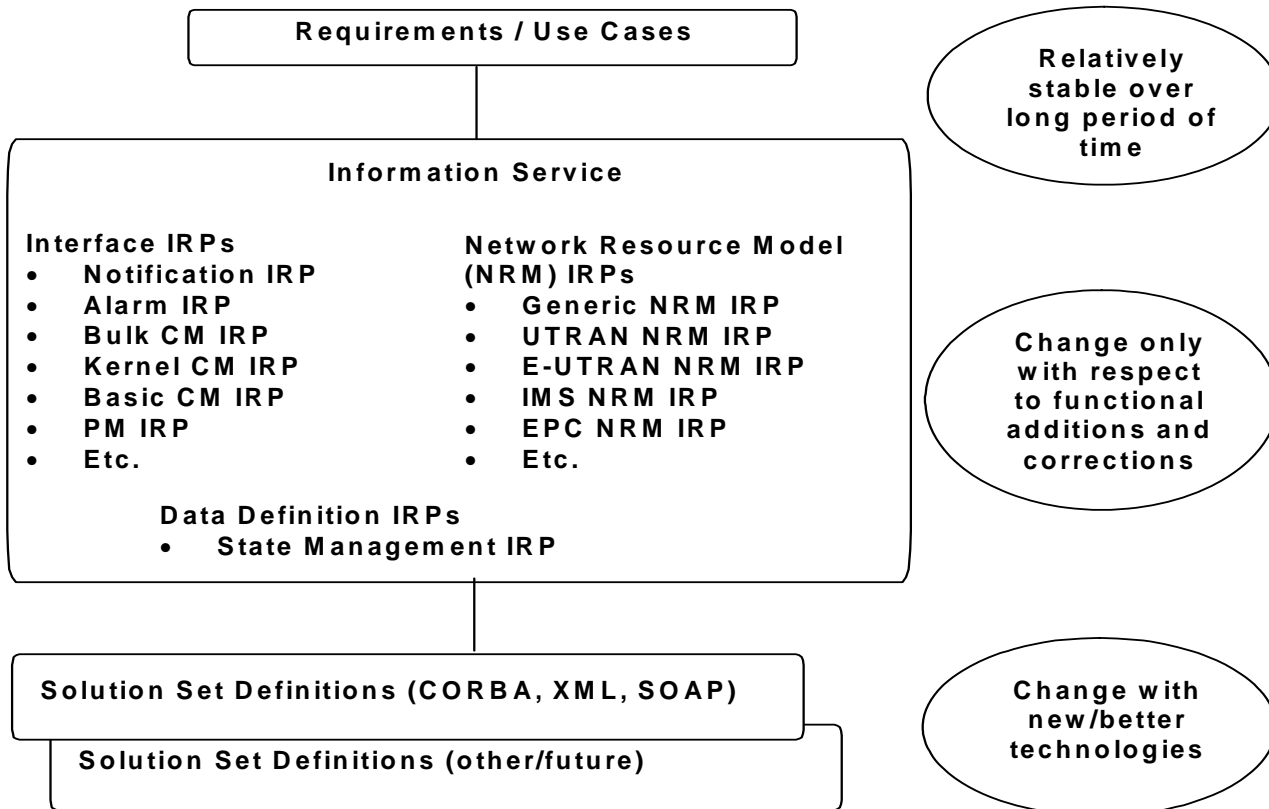 Requirements / Use Cases
Relatively
stable over
long period of
time
Information Service
Interface IRPs
• Notification IRP
• Alarm IRP
• Bulk CM IRP
• Kernel CM IRP
• Basic CM IRP
• PM IRP
• Etc.
Network Resource Model
(NRM) IRPs
• Generic NRM IRP
• UTRAN NRM IRP
• E-UTRAN NRM IRP
• IMS NRM IRP
• EPC NRM IRP
• Etc.
Data Definition IRPs
• State Management IRP
Change only
with respect
to functional
additions and
corrections
Solution Set Definitions (CORBA, XML, SOAP)
Solution Set Definitions (other/future)
Change with
new/better
technologies